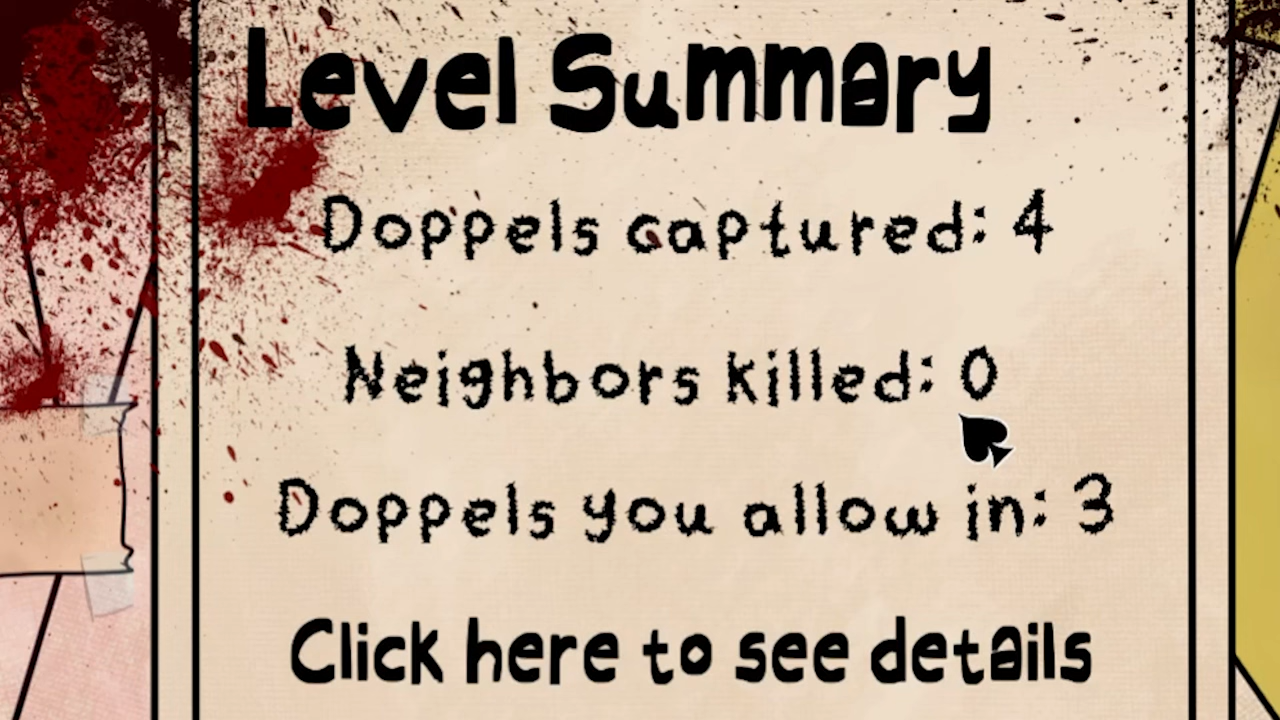 Level Summary
Doppels captured: 4
Neighbors killed: 0
Doppels you allow in: 3
Click here to see details